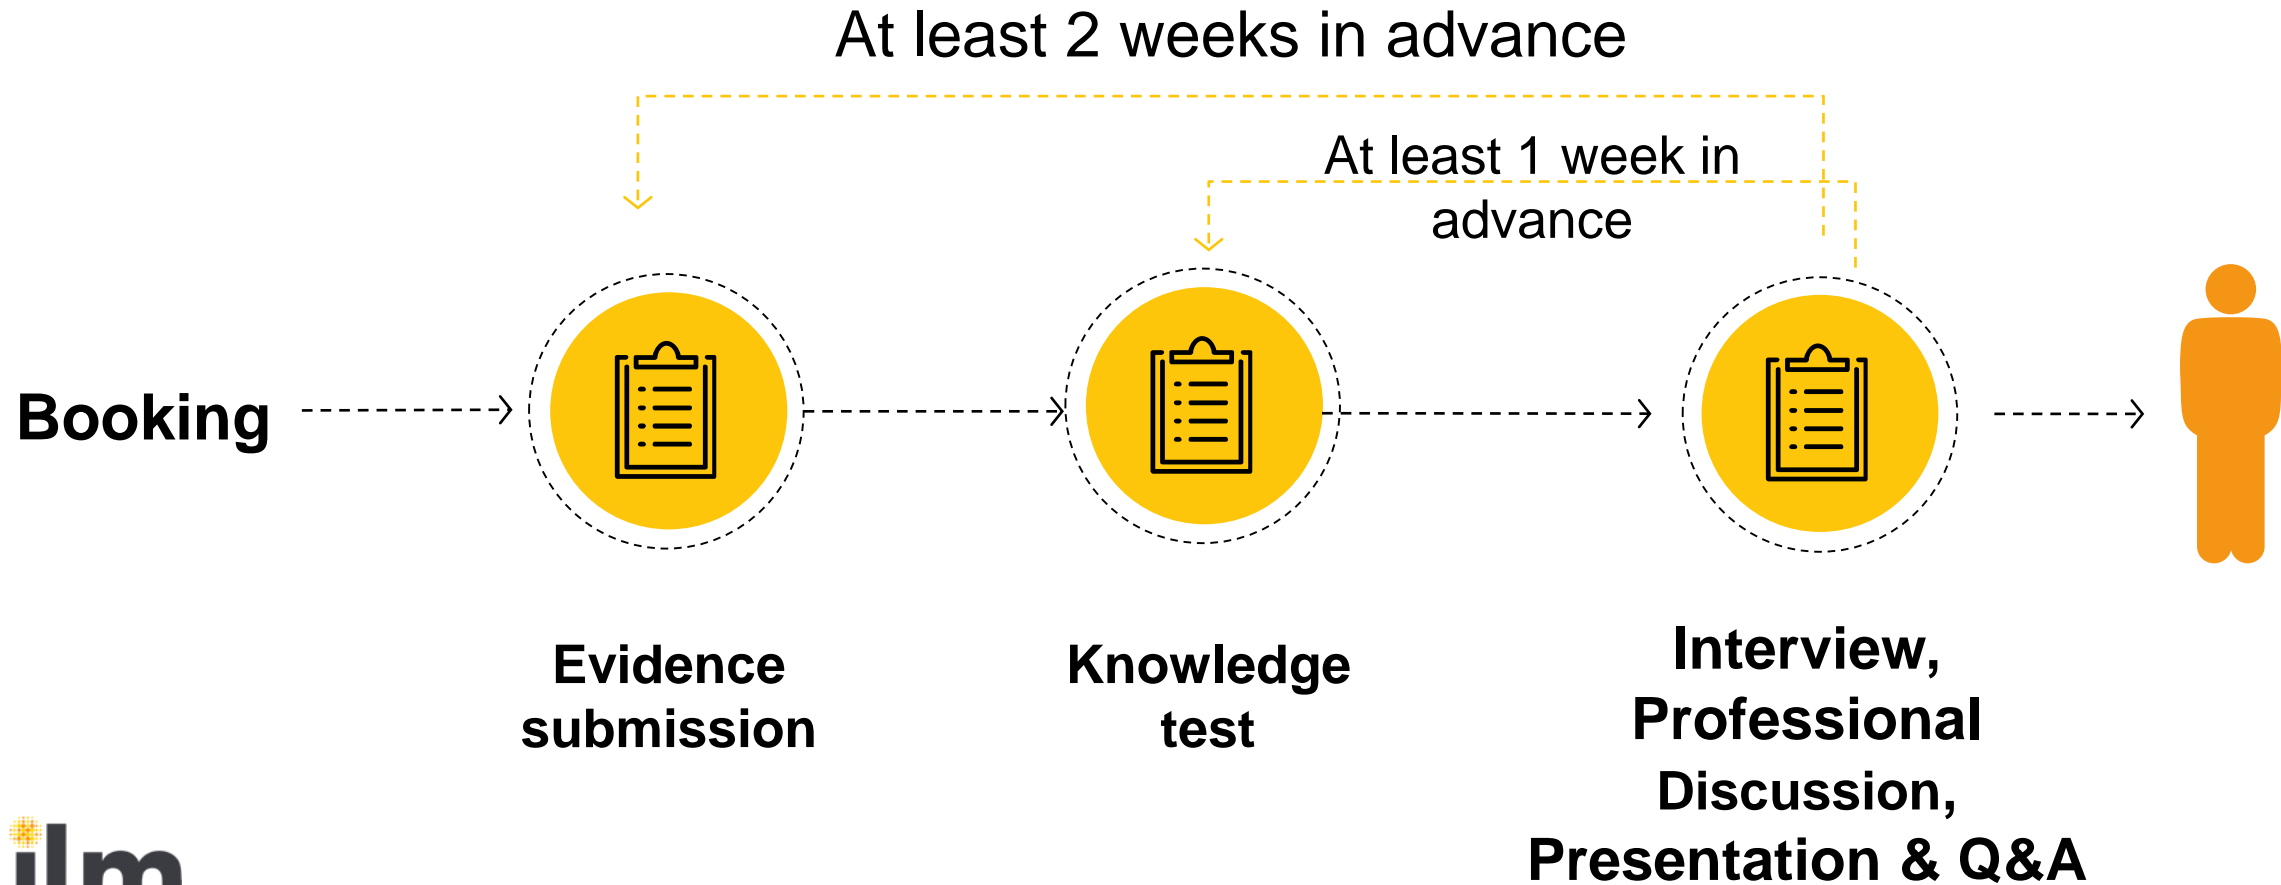 At least 2 weeks in advance
At least 1 week in
advance
Booking
Evidence
submission
Knowledge
test
Interview,
Professional
Discussion,
Presentation & Q&A
ilm